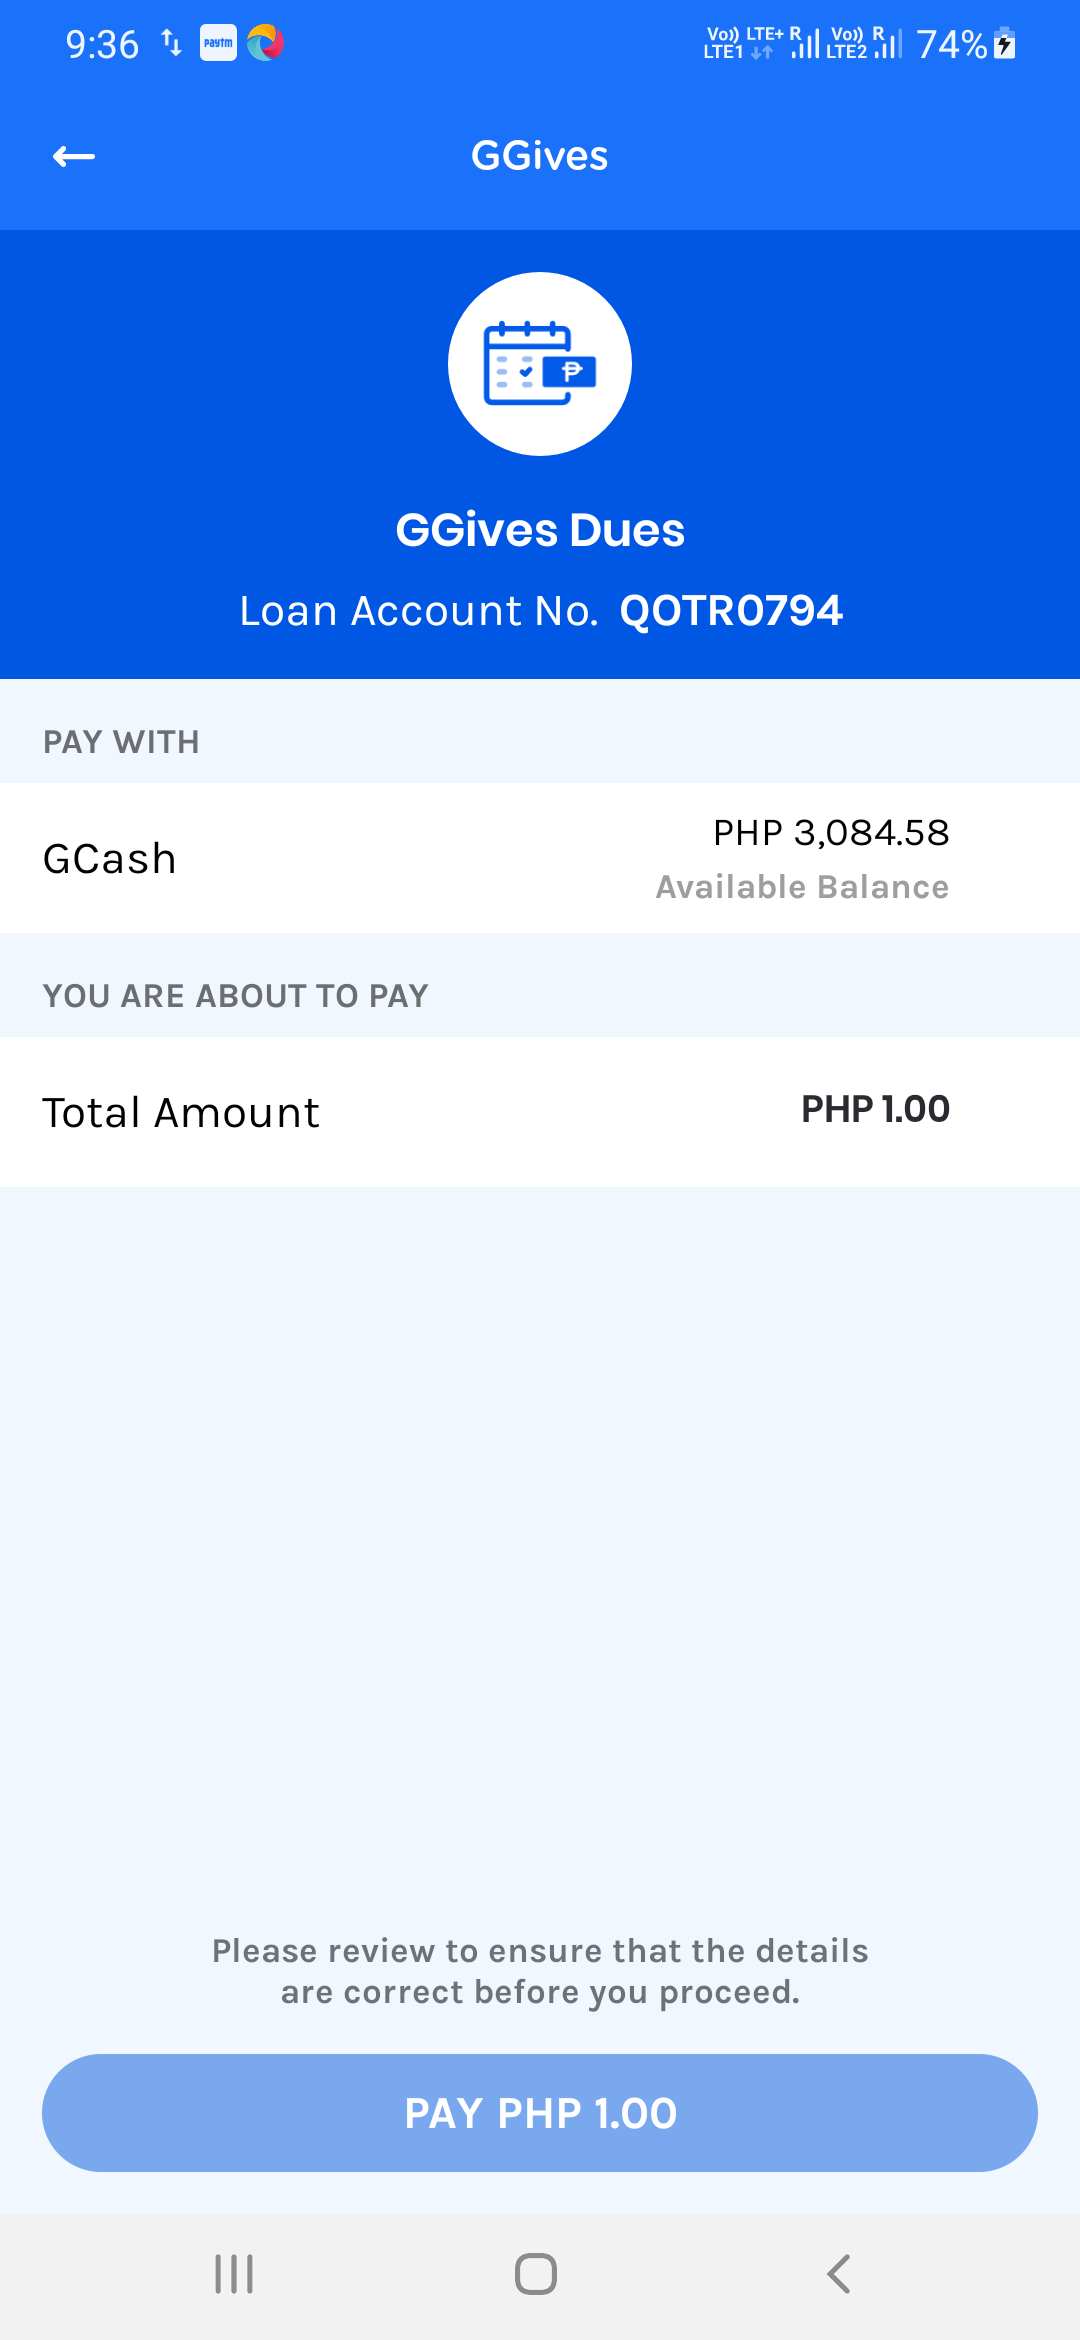 9:36 paytm Vo)) LTE+ R Vo)) R 74%
LTE1 LTE2
GGives
₱
GGives Dues
Loan Account No. QOTR0794
PAY WITH
GCash
PHP 3,084.58
Available Balance
YOU ARE ABOUT TO PAY
Total Amount PHP 1.00
Please review to ensure that the details
are correct before you proceed.
PAY PHP 1.00